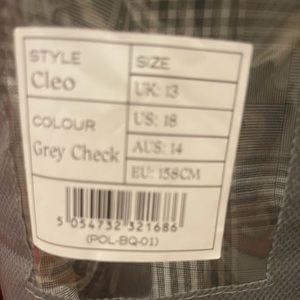 STYLE
Cleo
COLOUR
Grey Check
SIZE
UK: 13
US: 18
AUS: 14
EU: 158CM
5 054732 321686
(POL-BQ-01)